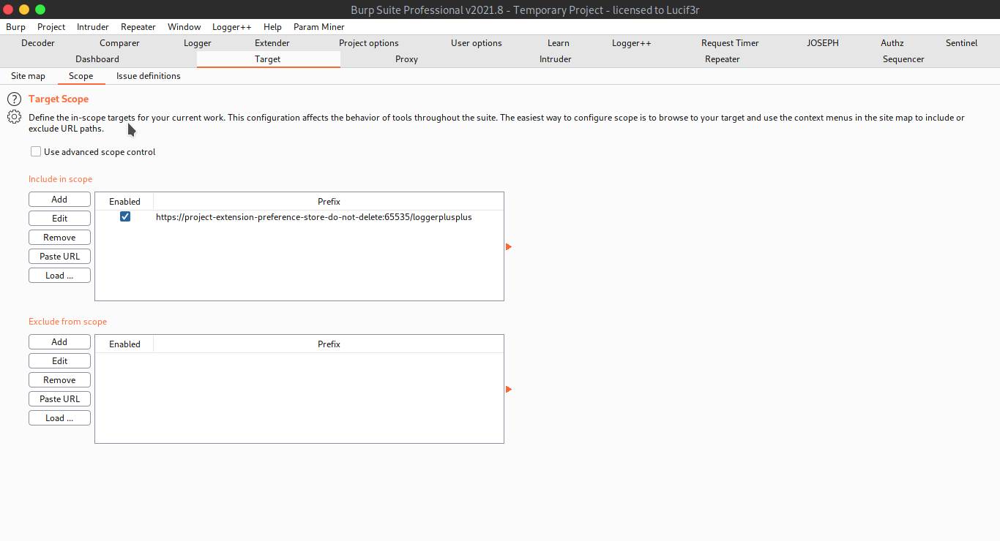 Burp Suite Professional v2021.8 - Temporary Project - licensed to Lucif3r
Burp Project Intruder Repeater Window Logger++ Help Param Miner
Decoder Comparer Logger Extender Project options User options Learn Logger++ Request Timer JOSEPH Authz Sentinel
Dashboard Target Proxy Intruder Repeater Sequencer
Site map Scope Issue definitions
? Target Scope
Define the in-scope targets for your current work. This configuration affects the behavior of tools throughout the suite. The easiest way to configure scope is to browse to your target and use the context menus in the site map to include or
exclude URL paths.
Use advanced scope control
Include in scope
Add Enabled Prefix
Edit https://project-extension-preference-store-do-not-delete:65535/loggerplusplus
Remove
Paste URL
Load ...
Exclude from scope
Add Enabled Prefix
Edit
Remove
Paste URL
Load ...